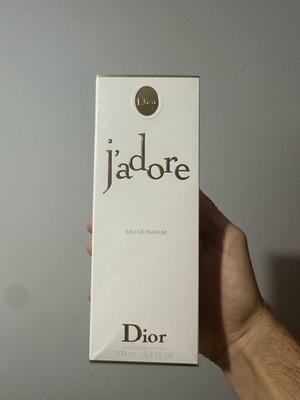 Dior
j'adore
EAU DE PARFUM
Dior
100 ml - 3.4 FL. OZ